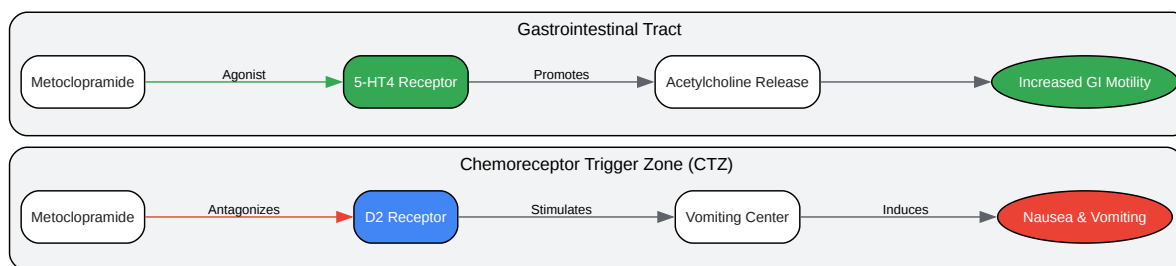 Gastrointestinal Tract
Metoclopramide
Agonist
5-HT4 Receptor
Promotes
Acetylcholine Release
Increased GI Motility
Chemoreceptor Trigger Zone (CTZ)
Metoclopramide
Antagonizes
D2 Receptor
Stimulates
Vomiting Center
Induces
Nausea & Vomiting